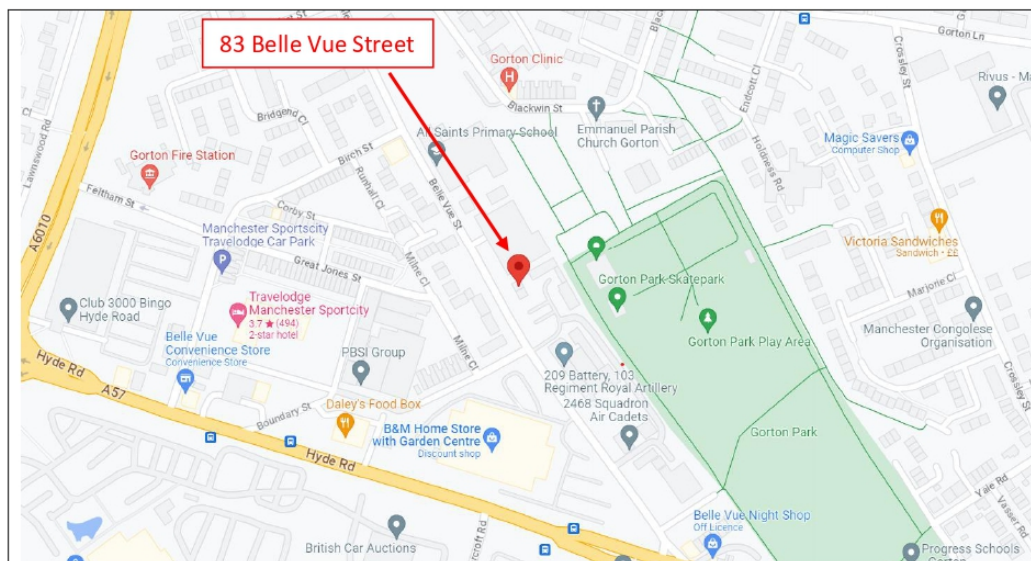 83 Belle Vue Street
Gorton Clinic
Blackwin St
Gorton Ln
Crossley St
Endcott Cl
Lawnswood Rd
Bridgend Cl
Birch St
All Saints Primary School
Emmanuel Parish
Church Gorton
Holdness Rd
Magic Savers
Computer Shop
Gorton Fire Station
Runhall Cl
Belle Vue St
Feltham St
A6010
Corby St
Manchester Sportscity
Travelodge Car Park
Great Jones St
Milne Cl
Victoria Sandwiches
Sandwich • ££
Gorton Park Skatepark
Marjorie Cl
Club 3000 Bingo
Hyde Road
Travelodge
Manchester Sportcity
3.7 ★ (494)
2-star hotel
Gorton Park Play Area
Manchester Congolese
Organisation
Belle Vue
Convenience Store
Convenience Store
PBSI Group
Milne Cl
209 Battery, 103
Regiment Royal Artillery
2468 Squadron
Air Cadets
Crossley St
Hyde Rd
A57
Boundary St
Daley's Food Box
B&M Home Store
with Garden Centre
Discount shop
Gorton Park
Hyde Rd
Yale Rd
Vasser Rd
Belle Vue Night Shop
Off Licence
British Car Auctions
Progress Schools